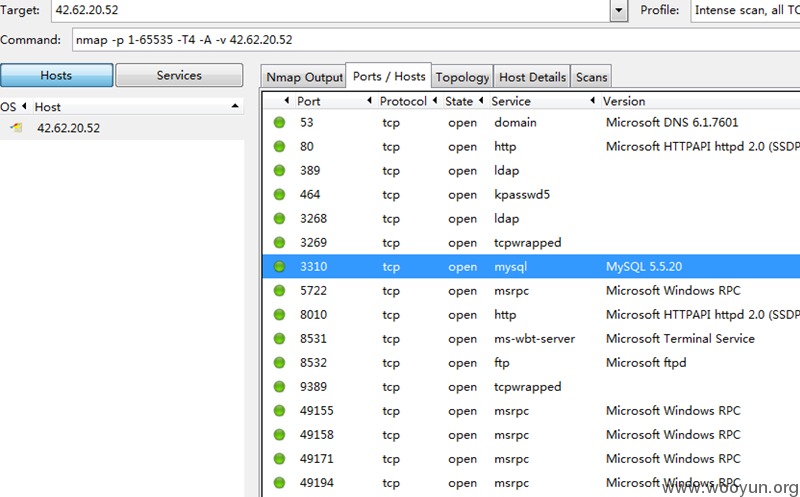 Target: 42.62.20.52 Profile: Intense scan, all TC
Command: nmap -p 1-65535 -T4 -A -v 42.62.20.52
Hosts Services Nmap Output Ports / Hosts Topology Host Details Scans
OS Host
42.62.20.52
Port Protocol State Service Version
53 tcp open domain Microsoft DNS 6.1.7601
80 tcp open http Microsoft HTTPAPI httpd 2.0 (SSDP
389 tcp open ldap
464 tcp open kpasswd5
3268 tcp open ldap
3269 tcp open tcpwrapped
3310 tcp open mysql MySQL 5.5.20
5722 tcp open msrpc Microsoft Windows RPC
8010 tcp open http Microsoft HTTPAPI httpd 2.0 (SSDP
8531 tcp open ms-wbt-server Microsoft Terminal Service
8532 tcp open ftp Microsoft ftpd
9389 tcp open tcpwrapped
49155 tcp open msrpc Microsoft Windows RPC
49158 tcp open msrpc Microsoft Windows RPC
49171 tcp open msrpc Microsoft Windows RPC
49194 tcp open msrpc Microsoft Windows RPC
www.wooyun.org